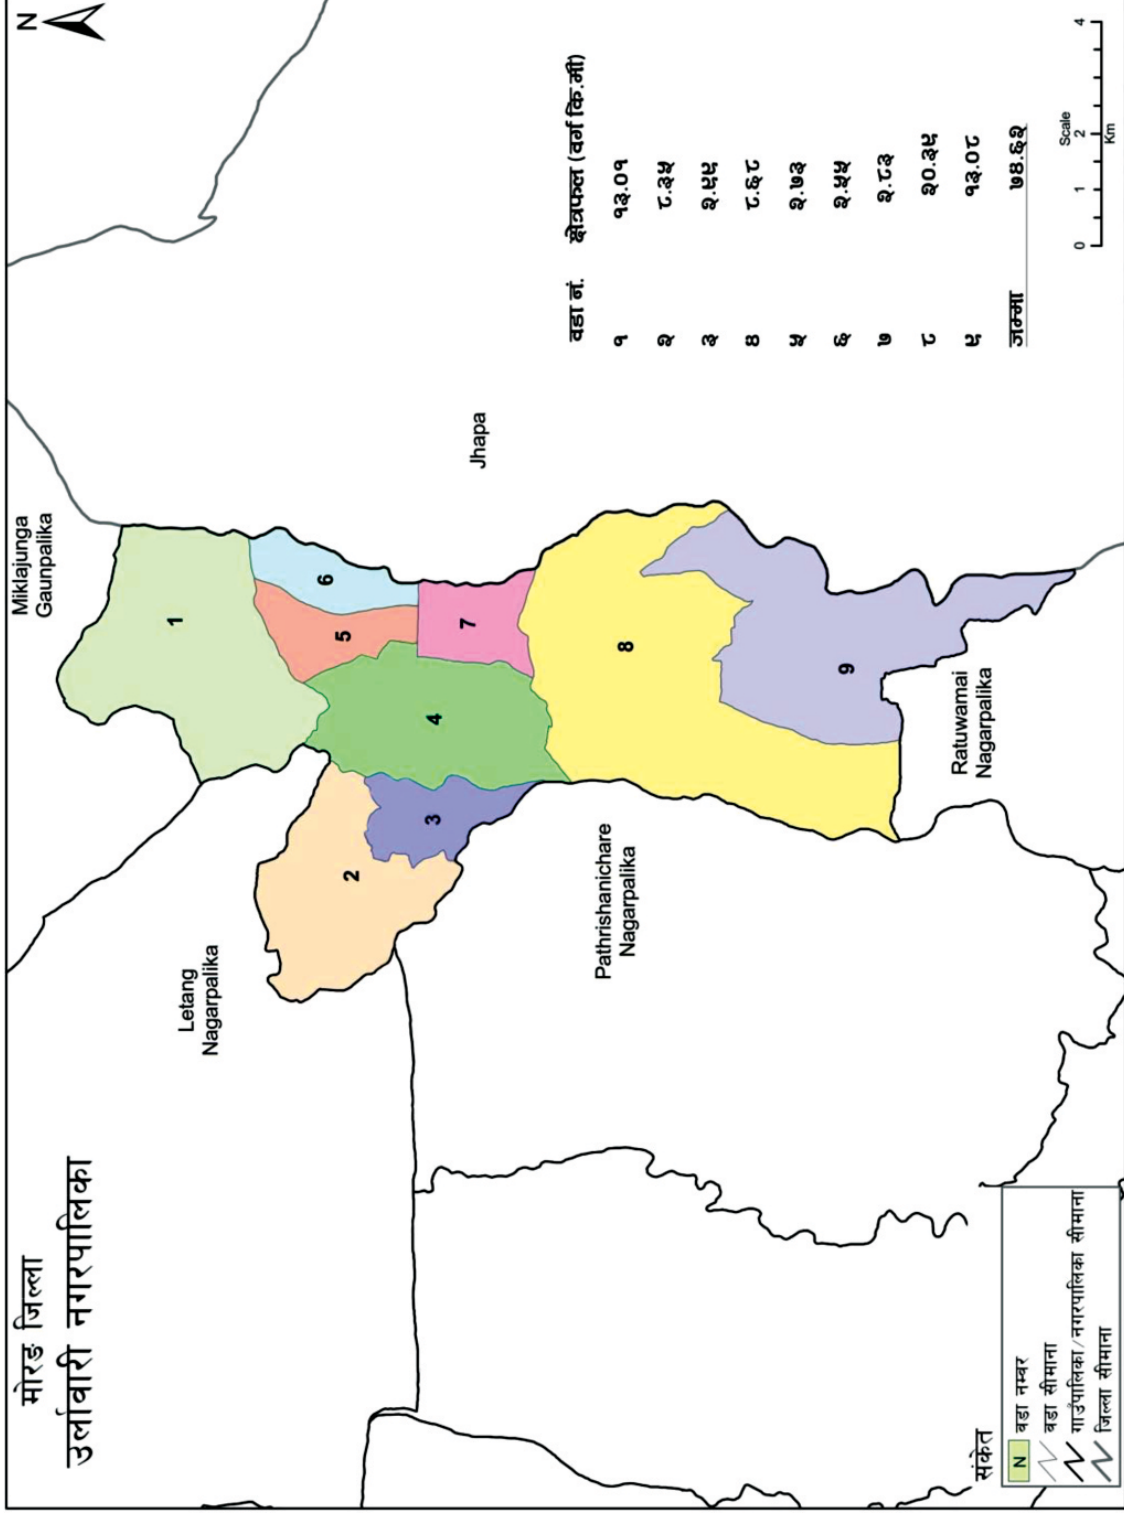 मोरङ जिल्ला
उर्लाबारी नगरपालिका
N
Miklajunga
Gaunpalika
Letang
Nagarpalika
Jhapa
Pathrishanichare
Nagarpalika
Ratuwamai
Nagarpalika
1
2
3
4
5
6
7
8
9
वडा नं. क्षेत्रफल (वर्ग कि.मी)
१ १३.०१
२ ८.३५
३ २.९९
४ ८.६८
५ २.७३
६ २.५५
७ २.८३
८ २०.३९
९ १३.०८
जम्मा ७४.६२
संकेत
N वडा नम्बर
वडा सीमाना
गाउँपालिका/नगरपालिका सीमाना
जिल्ला सीमाना
Scale
0 1 2 4
Km